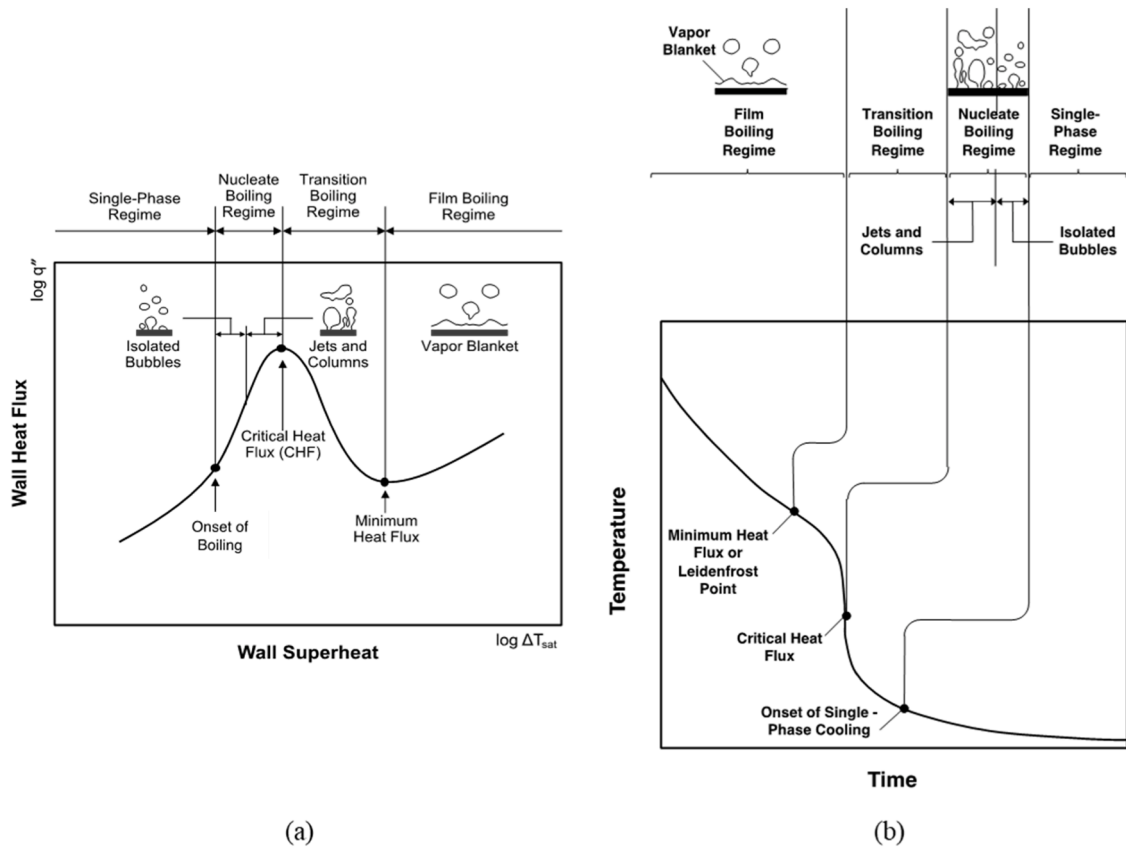 Single-Phase
Regime
Nucleate
Boiling
Regime
Transition
Boiling
Regime
Film Boiling
Regime
log q″
Isolated
Bubbles
Jets and
Columns
Vapor Blanket
Critical Heat
Flux (CHF)
Onset of
Boiling
Minimum
Heat Flux
Wall Heat Flux
log ΔTsat
Wall Superheat
(a)
Vapor
Blanket
Film
Boiling
Regime
Transition
Boiling
Regime
Nucleate
Boiling
Regime
Single-
Phase
Regime
Jets and
Columns
Isolated
Bubbles
Temperature
Minimum Heat
Flux or
Leidenfrost
Point
Critical Heat
Flux
Onset of Single -
Phase Cooling
Time
(b)